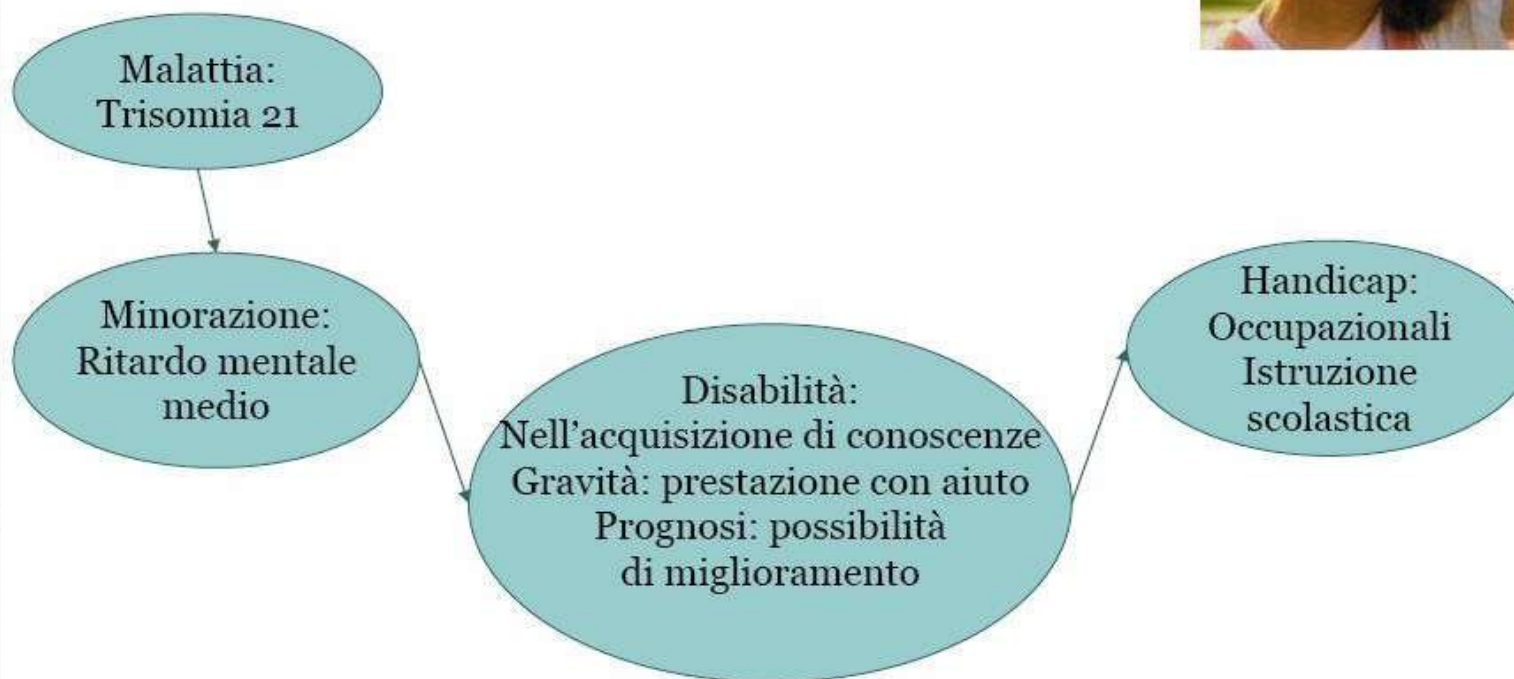 Malattia:
Trisomia 21
Minorazione:
Ritardo mentale
medio
Disabilità:
Nell'acquisizione di conoscenze
Gravità: prestazione con aiuto
Prognosi: possibilità
di miglioramento
Handicap:
Occupazionali
Istruzione
scolastica